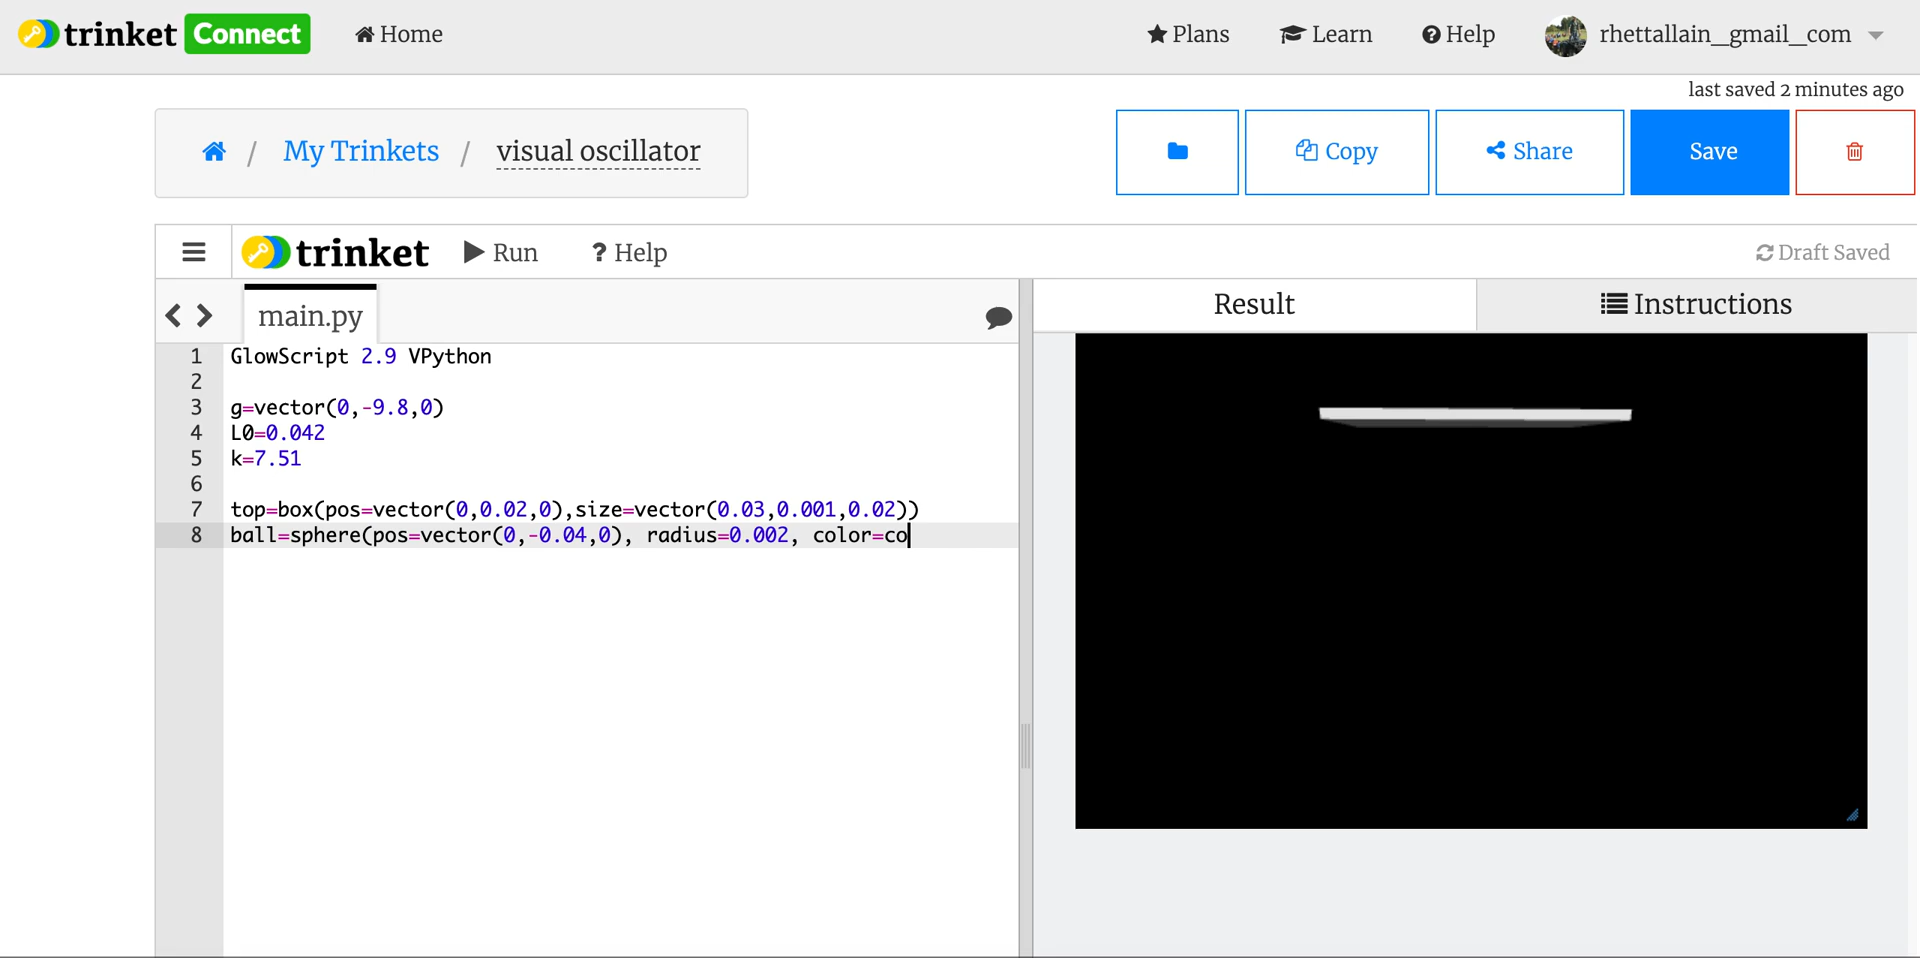 trinket Connect Home Plans Learn Help rhettallain_gmail_com
last saved 2 minutes ago
/ My Trinkets / visual oscillator Copy Share Save
trinket Run ? Help Draft Saved
main.py Result Instructions
1 GlowScript 2.9 VPython
2
3 g=vector(0,-9.8,0)
4 L0=0.042
5 k=7.51
6
7 top=box(pos=vector(0,0.02,0),size=vector(0.03,0.001,0.02))
8 ball=sphere(pos=vector(0,-0.04,0), radius=0.002, color=co